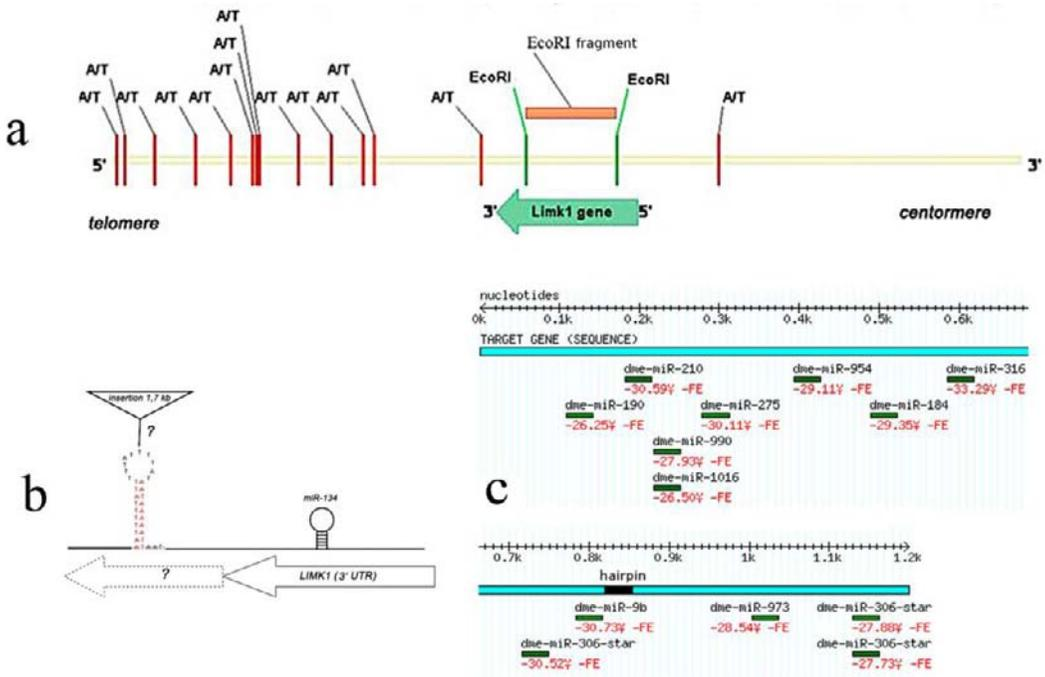 a
A/T
A/T
A/T
A/T A/T
A/T A/T A/T A/T A/T A/T A/T A/T A/T
EcoRI fragment
EcoRI EcoRI
5' 3'
3' Limk1 gene 5'
telomere centormere
b
insertion 1,7 kb
?
miR-134
? LIMK1 (3' UTR)
c
nucleotides
0k 0.1k 0.2k 0.3k 0.4k 0.5k 0.6k
TARGET GENE (SEQUENCE)
dme-miR-210 dme-miR-954 dme-miR-316
-30.59% -FE -29.11% -FE -33.29% -FE
dme-miR-190 dme-miR-275 dme-miR-184
-26.25% -FE -30.11% -FE -29.35% -FE
dme-miR-990
-27.93% -FE
dme-miR-1016
-26.50% -FE
0.7k 0.8k 0.9k 1k 1.1k 1.2k
hairpin
dme-miR-9b dme-miR-973 dme-miR-306-star
-30.73% -FE -28.54% -FE -27.88% -FE
dme-miR-306-star dme-miR-306-star
-30.52% -FE -27.73% -FE